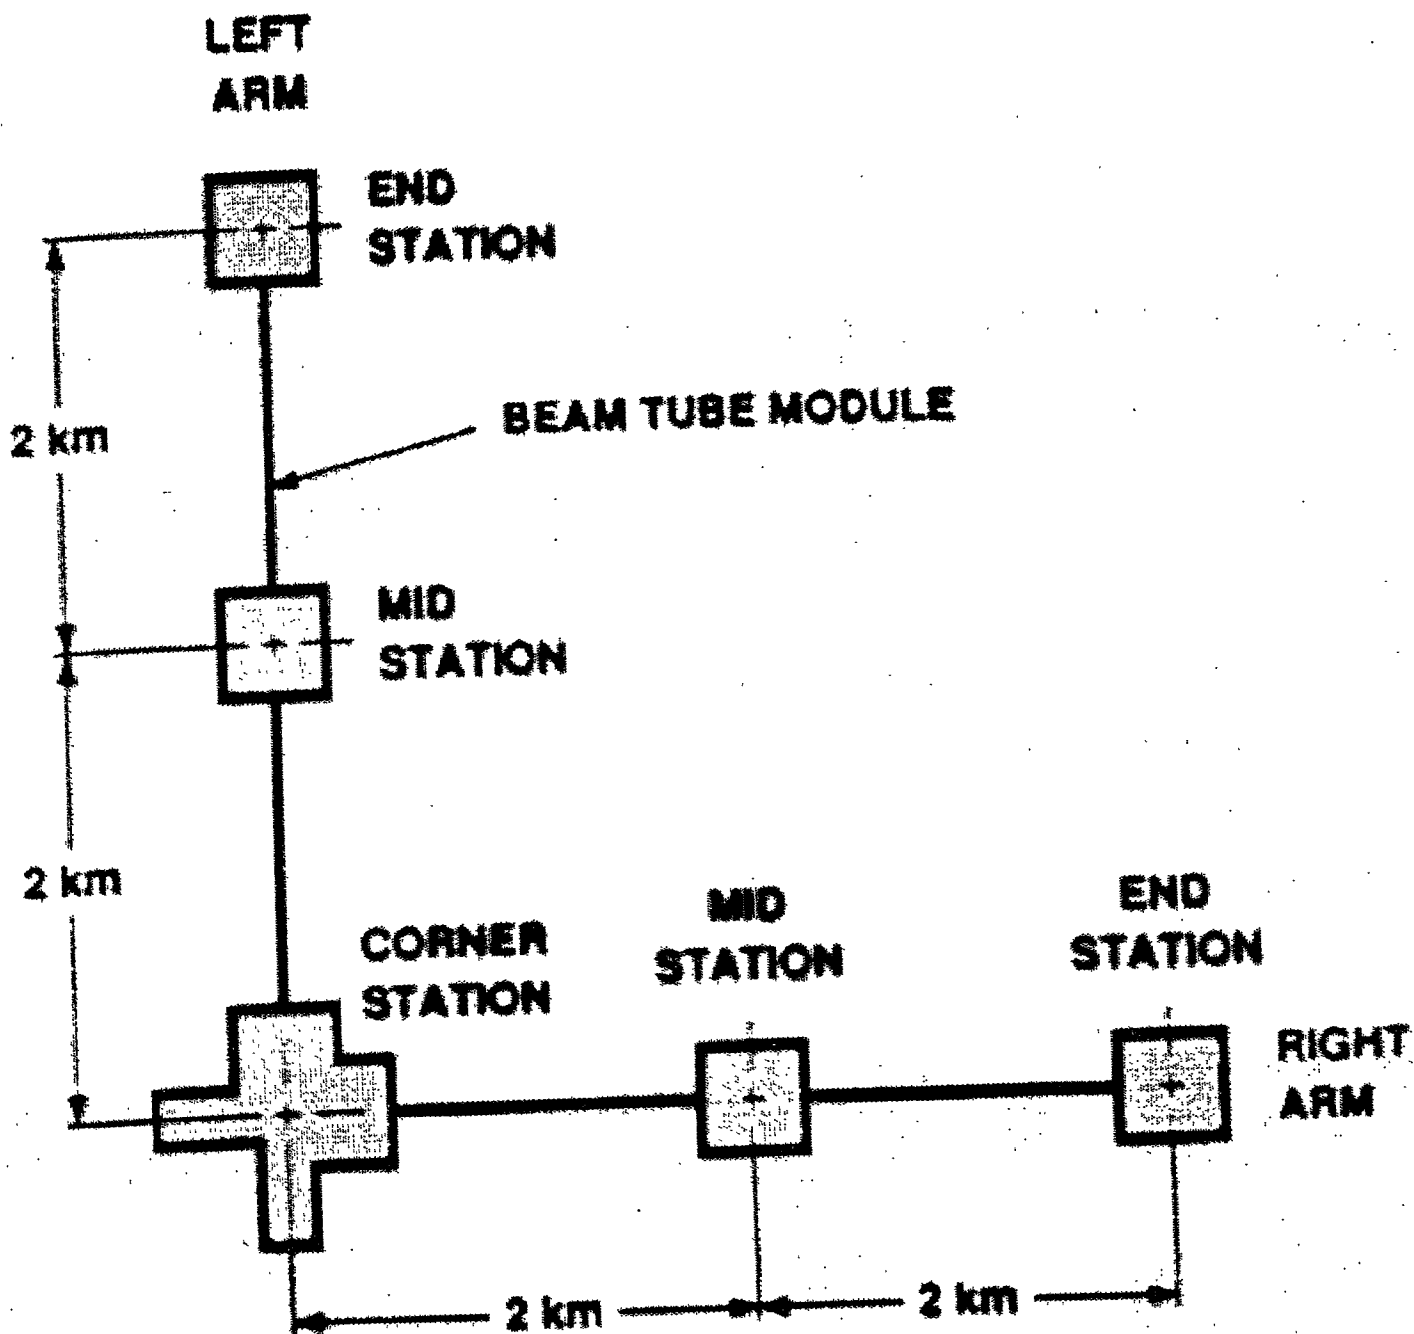 LEFT
ARM
END
STATION
BEAM TUBE MODULE
2 km
MID
STATION
2 km
CORNER
STATION
MID
STATION
END
STATION
RIGHT
ARM
2 km
2 km